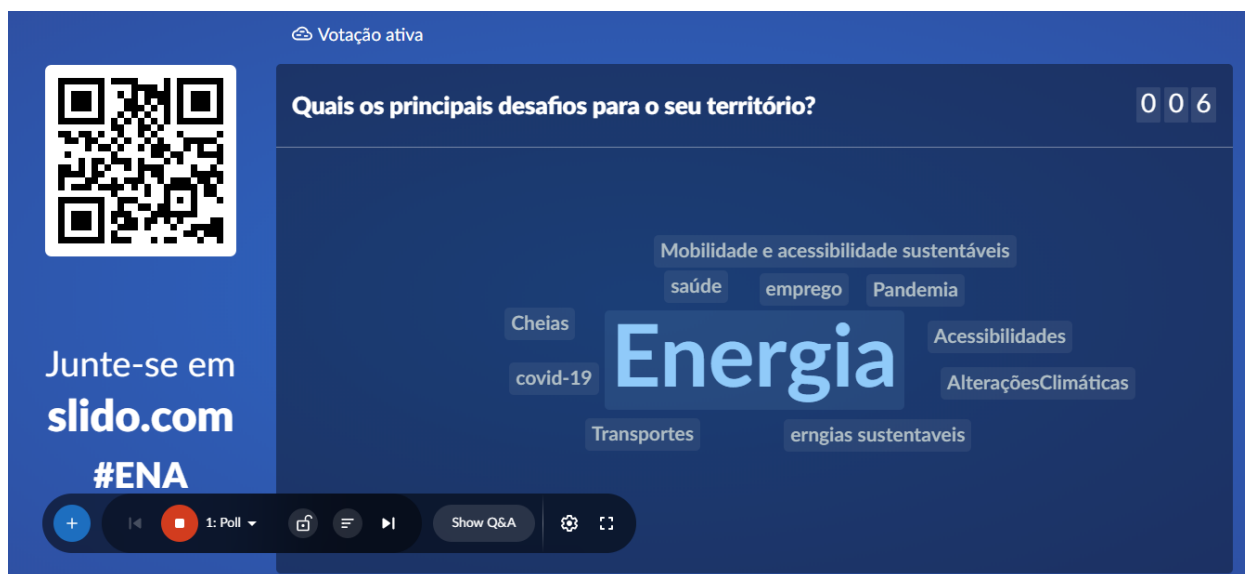 Votação ativa
Quais os principais desafios para o seu território?
0 0 6
Mobilidade e acessibilidade sustentáveis
saúde
emprego
Pandemia
Cheias
Energia
Acessibilidades
covid-19
AlteraçõesClimáticas
Transportes
erngias sustentaveis
Junte-se em
slido.com
#ENA
1: Poll
Show Q&A